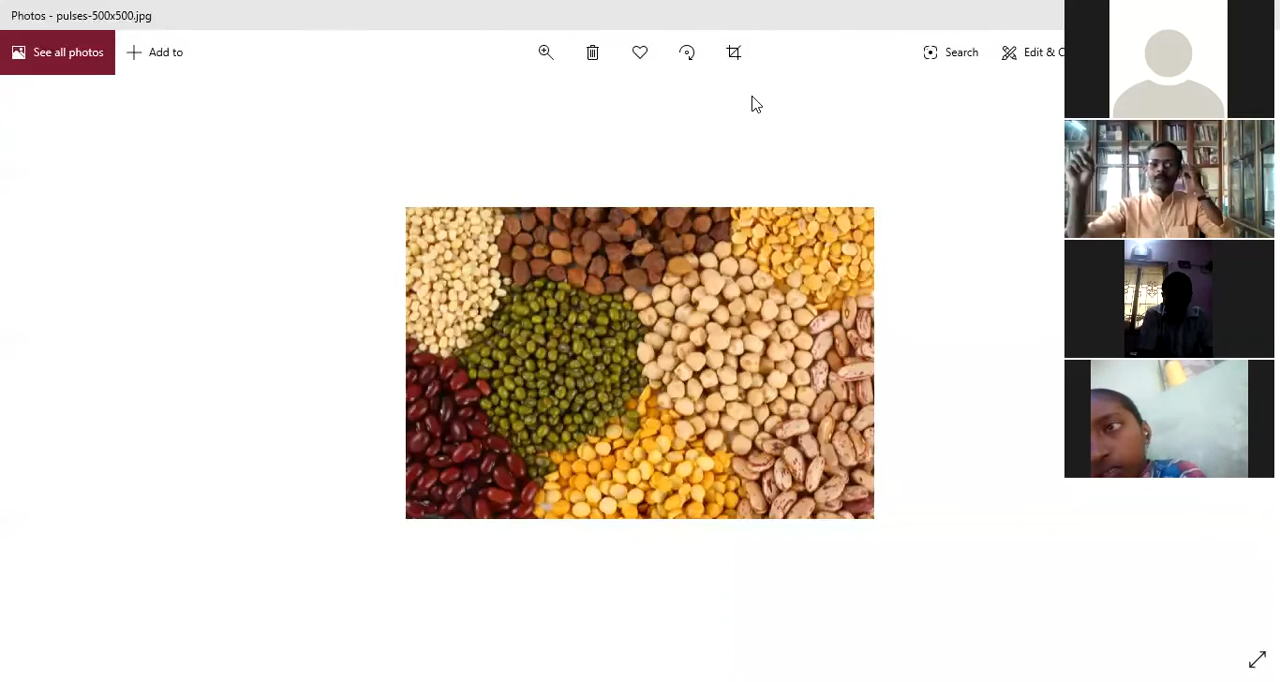 Photos - pulses-500x500.jpg
See all photos
Add to
Search
Edit & C